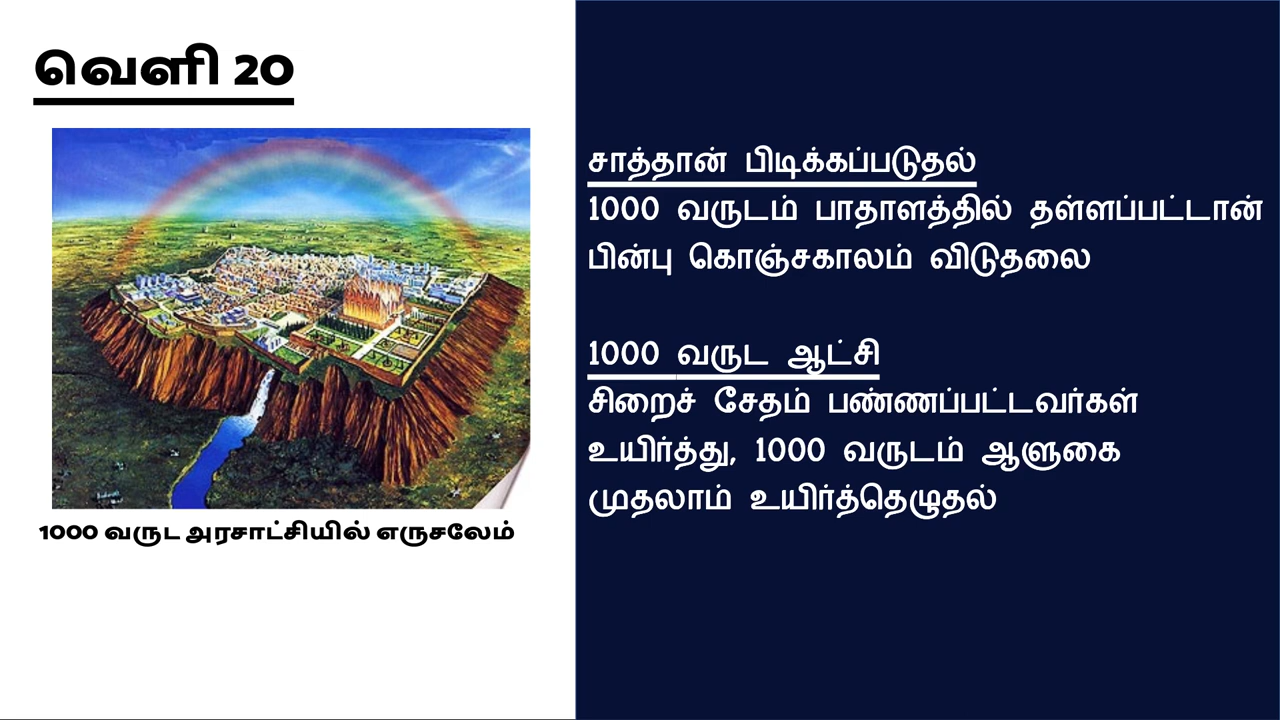 வெளி 20
1000 வருட அரசாட்சியில் எருசலேம்
சாத்தான் பிடிக்கப்படுதல்
1000 வருடம் பாதாளத்தில் தள்ளப்பட்டான்
பின்பு கொஞ்சகாலம் விடுதலை
1000 வருட ஆட்சி
சிறைச் சேதம் பண்ணப்பட்டவர்கள்
உயிர்த்து, 1000 வருடம் ஆளுகை
முதலாம் உயிர்த்தெழுதல்